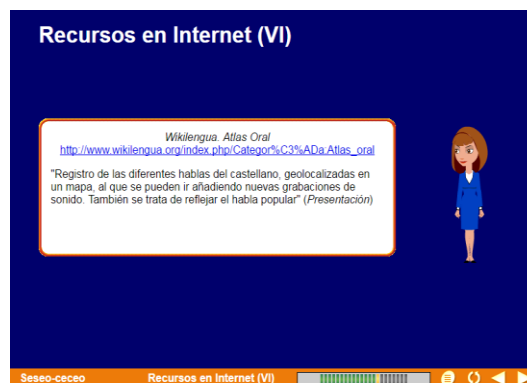 Recursos en Internet (VI)
Wikilengua. Atlas Oral
http://www.wikilengua.org/index.php/Categor%C3%ADa:Atlas_oral
"Registro de las diferentes hablas del castellano, geolocalizadas en
un mapa, al que se pueden ir añadiendo nuevas grabaciones de
sonido. También se trata de reflejar el habla popular" (Presentación)
Seseo-ceceo Recursos en Internet (VI)